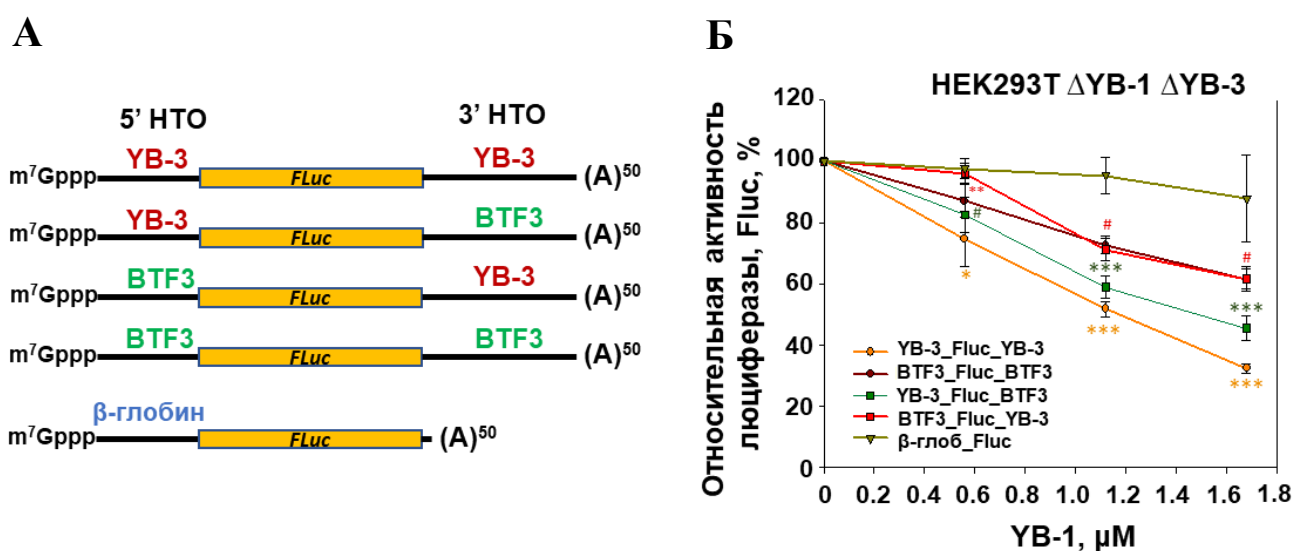 А
5' НТО
3' НТО
YB-3
YB-3
m⁷Gppp
FLuc
(A)⁵⁰
YB-3
BTF3
m⁷Gppp
FLuc
(A)⁵⁰
BTF3
YB-3
m⁷Gppp
FLuc
(A)⁵⁰
BTF3
BTF3
m⁷Gppp
FLuc
(A)⁵⁰
β-глобин
m⁷Gppp
FLuc
(A)⁵⁰
Б
HEK293T ΔYB-1 ΔYB-3
Относительная активность
люциферазы, Fluc, %
120
100
80
60
40
20
0
**
#
*
#
***
***
#
***
***
YB-3_Fluc_YB-3
BTF3_Fluc_BTF3
YB-3_Fluc_BTF3
BTF3_Fluc_YB-3
β-глоб_Fluc
0 0.2 0.4 0.6 0.8 1.0 1.2 1.4 1.6 1.8
YB-1, µM